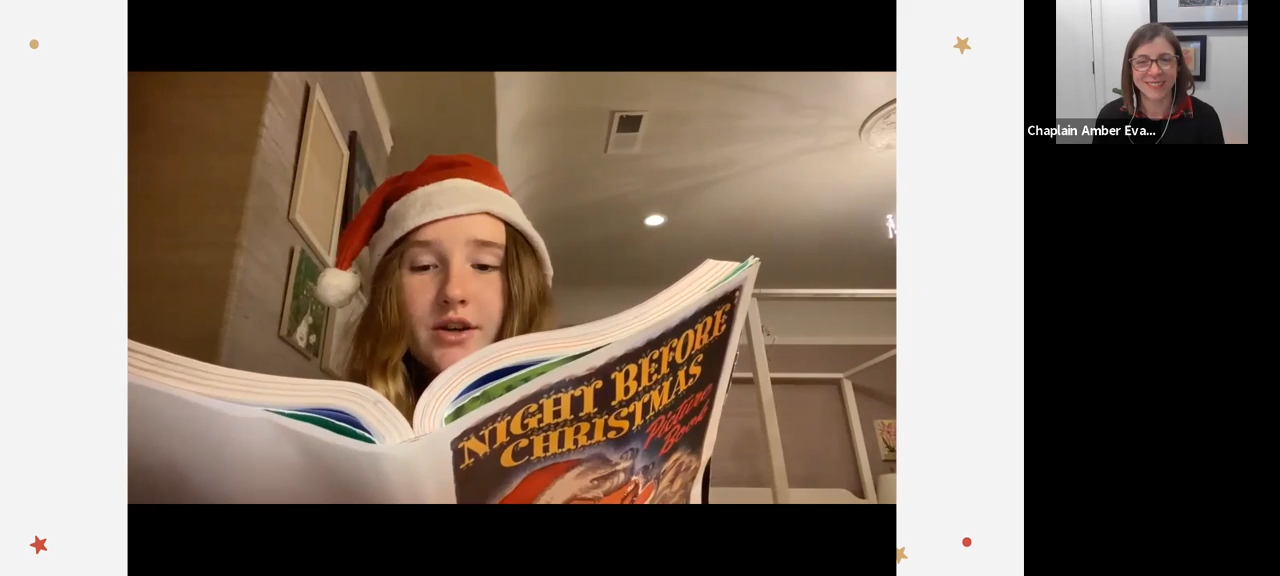 NIGHT BEFORE
CHRISTMAS
Picture
Book
Chaplain Amber Eva...